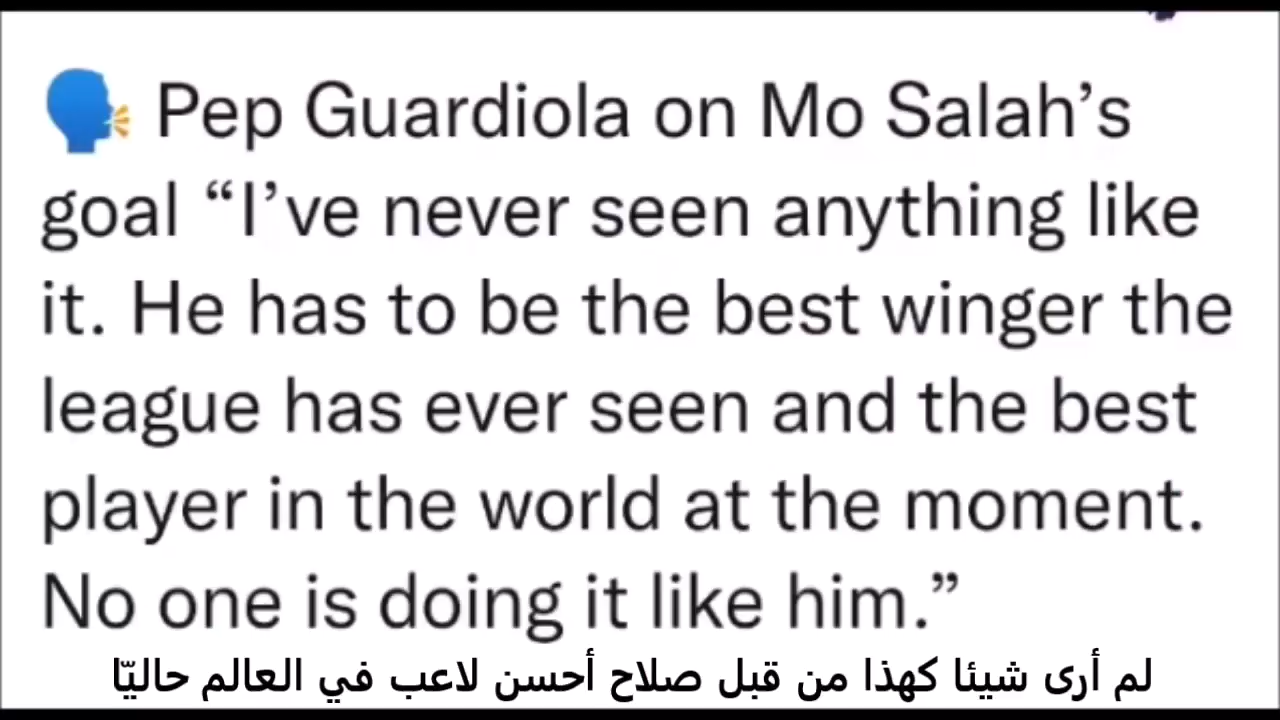 🗣 Pep Guardiola on Mo Salah’s
goal “I’ve never seen anything like
it. He has to be the best winger the
league has ever seen and the best
player in the world at the moment.
No one is doing it like him.”
لم أرى شيئا كهذا من قبل صلاح أحسن لاعب في العالم حاليّا